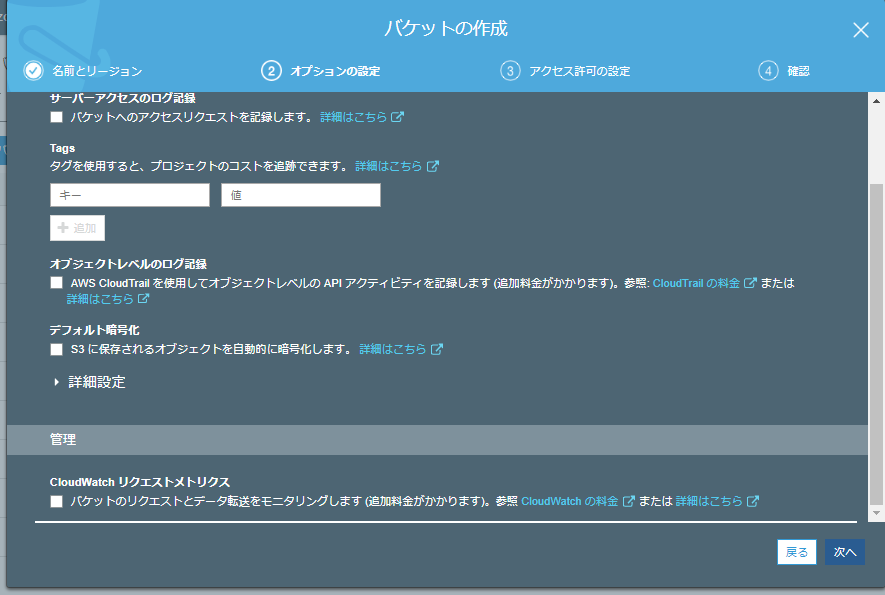 バケットの作成
名前とリージョン
2 オプションの設定
3 アクセス許可の設定
4 確認
サーバーアクセスのログ記録
バケットへのアクセスリクエストを記録します。 詳細はこちら
Tags
タグを使用すると、プロジェクトのコストを追跡できます。 詳細はこちら
キー
値
+ 追加
オブジェクトレベルのログ記録
AWS CloudTrail を使用してオブジェクトレベルの API アクティビティを記録します (追加料金がかかります)。参照: CloudTrail の料金 または
詳細はこちら
デフォルト暗号化
S3 に保存されるオブジェクトを自動的に暗号化します。 詳細はこちら
詳細設定
管理
CloudWatch リクエストメトリクス
バケットのリクエストとデータ転送をモニタリングします (追加料金がかかります)。参照 CloudWatch の料金 または 詳細はこちら
戻る
次へ